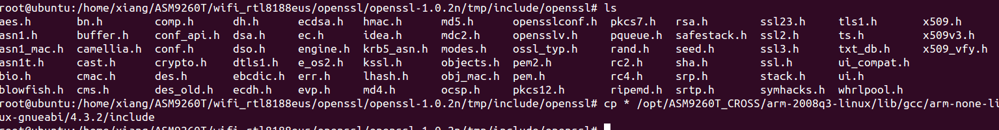 root@ubuntu:/home/xiang/ASM9260T/wifi_rtl8188eus/openssl/openssl-1.0.2n/tmp/include/openssl# ls
aes.h bn.h comp.h dh.h ecdsa.h hmac.h md5.h opensslconf.h pkcs7.h rsa.h ssl23.h tls1.h x509.h
asn1.h buffer.h conf_api.h dsa.h ec.h idea.h mdc2.h opensslv.h pqueue.h safestack.h ssl2.h ts.h x509v3.h
asn1_mac.h camellia.h conf.h dso.h engine.h krb5_asn.h modes.h ossl_typ.h rand.h seed.h ssl3.h txt_db.h x509_vfy.h
asn1t.h cast.h crypto.h dtls1.h e_os2.h kssl.h objects.h pem2.h rc2.h sha.h ssl.h ui_compat.h
bio.h cmac.h des.h ebcdic.h err.h lhash.h obj_mac.h pem.h rc4.h srp.h stack.h ui.h
blowfish.h cms.h des_old.h ecdh.h evp.h md4.h ocsp.h pkcs12.h ripemd.h srtp.h symhacks.h whrlpool.h
root@ubuntu:/home/xiang/ASM9260T/wifi_rtl8188eus/openssl/openssl-1.0.2n/tmp/include/openssl# cp * /opt/ASM9260T_CROSS/arm-2008q3-linux/lib/gcc/arm-none-li
ux-gnueabi/4.3.2/include
root@ubuntu:/home/xiang/ASM9260T/wifi_rtl8188eus/openssl/openssl-1.0.2n/tmp/include/openssl#